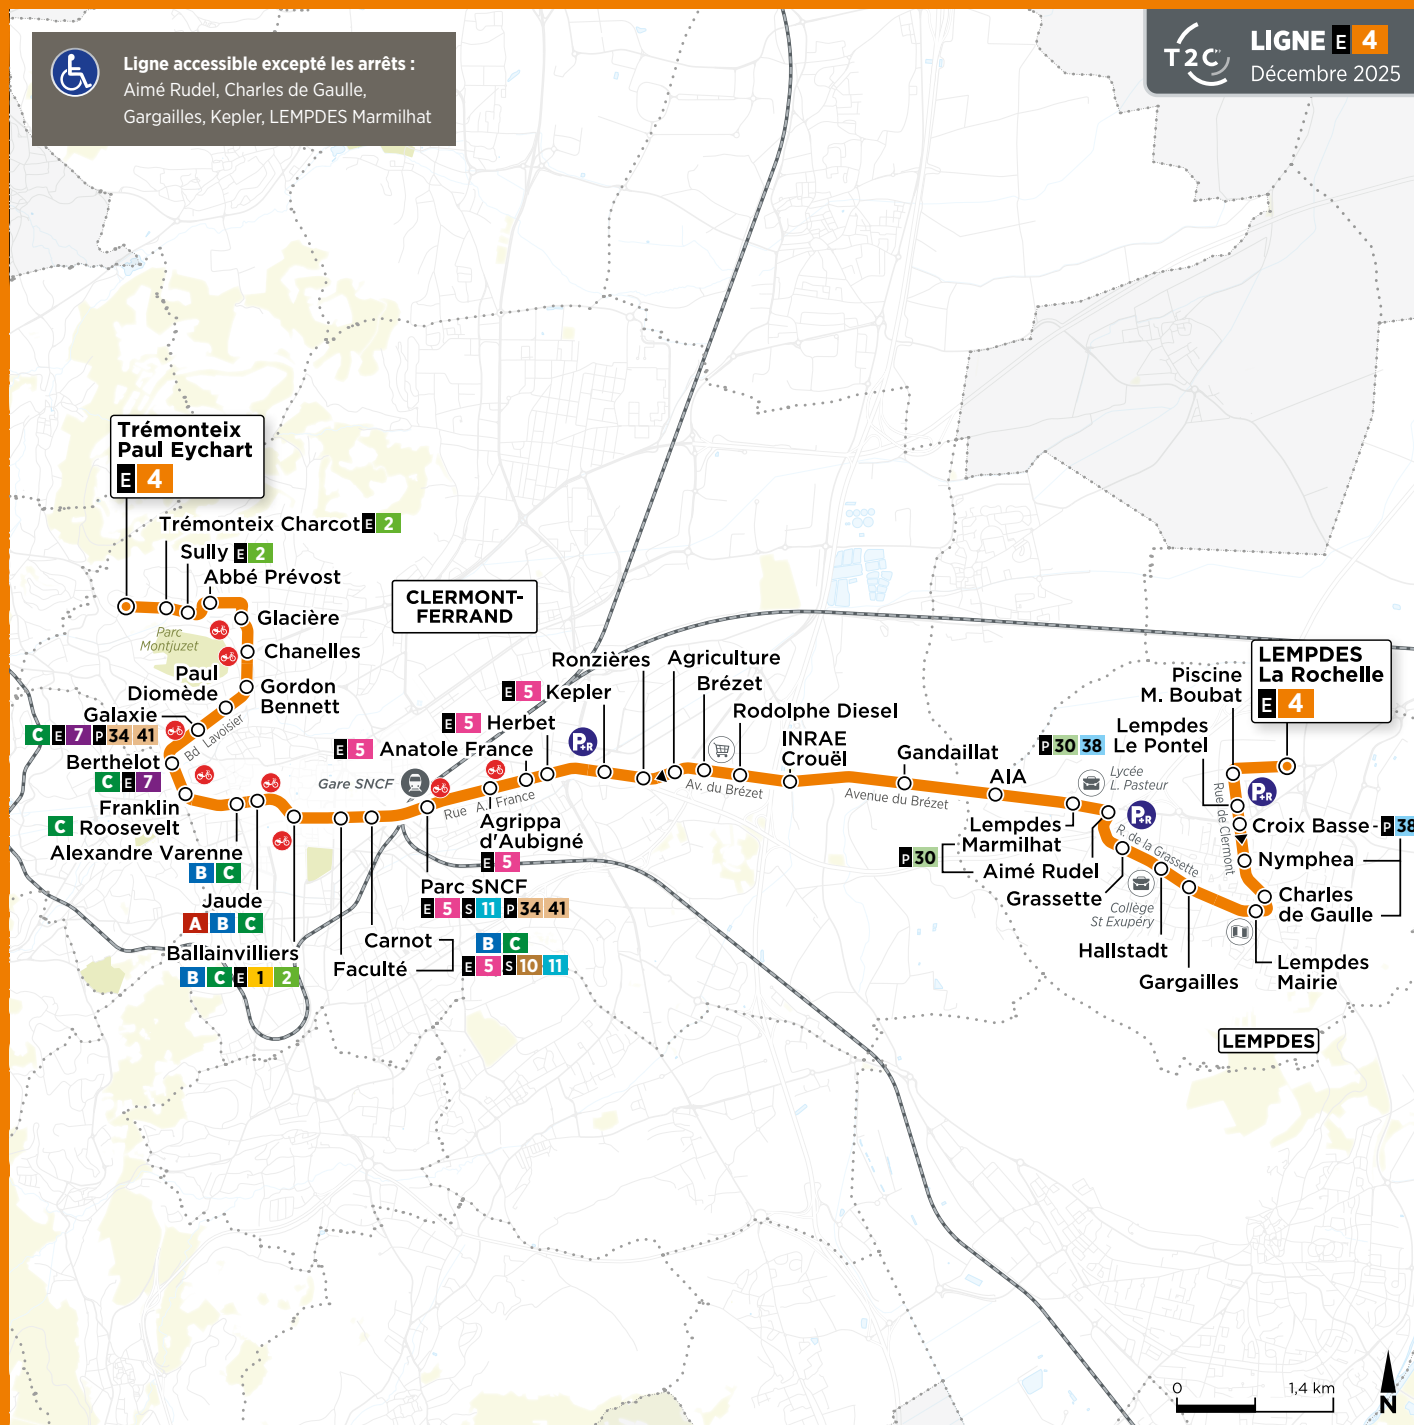 Ligne accessible excepté les arrêts :
Aimé Rudel, Charles de Gaulle,
Gargailles, Kepler, LEMPDES Marmilhat
T2C
LIGNE E 4
Décembre 2025
Trémonteix
Paul Eychart
E 4
Trémonteix Charcot E 2
Sully E 2
Abbé Prévost
Glacière
Parc
Montjuzet
Chanelles
Paul
Diomède
Gordon
Bennett
Galaxie
C E 7 P 34 41
Bd Lavoisier
Berthelot
C E 7
Franklin
C Roosevelt
Alexandre Varenne
B C
Jaude
A B C
Ballainvilliers
B C E 1 2
Faculté
Carnot
B C
E 5 S 10 11
Parc SNCF
E 5 S 11 P 34 41
Gare SNCF
Rue A. France
Agrippa
d'Aubigné
E 5
E 5 Anatole France
E 5 Herbet
E 5 Kepler
P+R
CLERMONT-
FERRAND
Ronzières
Agriculture
Brézet
Rodolphe Diesel
INRAE
Crouël
Av. du Brézet
Gandaillat
Avenue du Brézet
AIA
P 30 38
Lycée
L. Pasteur
Lempdes
Marmilhat
P 30
Aimé Rudel
P+R
R. de la Grassette
Grassette
Collège
St Exupéry
Hallstadt
Gargailles
Lempdes
Mairie
Charles
de Gaulle
Nymphea
Croix Basse P 38
Rue de Clermont
P+R
Lempdes
Le Pontel
Piscine
M. Boubat
LEMPDES
La Rochelle
E 4
LEMPDES
0
1,4 km
N